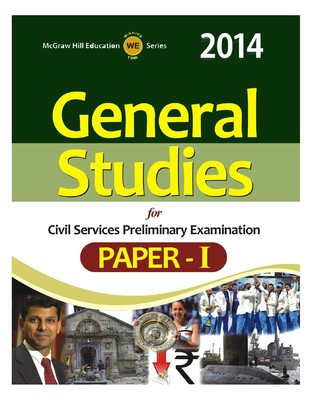 McGraw Hill Education WE Series 2014
General
Studies
for
Civil Services Preliminary Examination
PAPER - I
₹